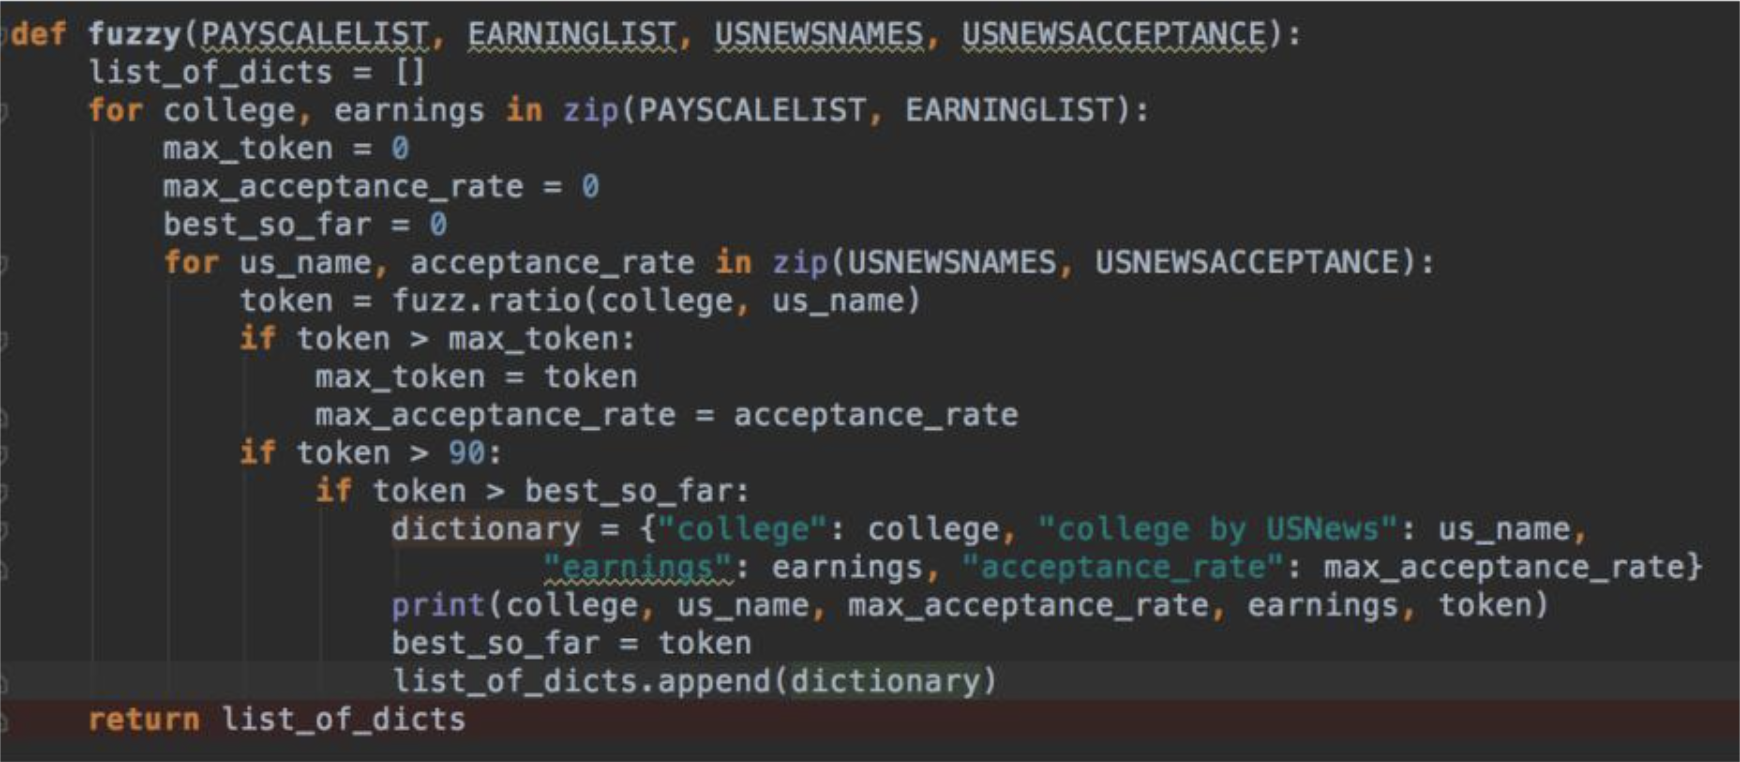 def fuzzy(PAYSCALELIST, EARNINGLIST, USNEWSNAMES, USNEWSACCEPTANCE):
    list_of_dicts = []
    for college, earnings in zip(PAYSCALELIST, EARNINGLIST):
        max_token = 0
        max_acceptance_rate = 0
        best_so_far = 0
        for us_name, acceptance_rate in zip(USNEWSNAMES, USNEWSACCEPTANCE):
            token = fuzz.ratio(college, us_name)
            if token > max_token:
                max_token = token
                max_acceptance_rate = acceptance_rate
            if token > 90:
                if token > best_so_far:
                    dictionary = {"college": college, "college by USNews": us_name,
                            "earnings": earnings, "acceptance_rate": max_acceptance_rate}
                    print(college, us_name, max_acceptance_rate, earnings, token)
                    best_so_far = token
                    list_of_dicts.append(dictionary)
    return list_of_dicts